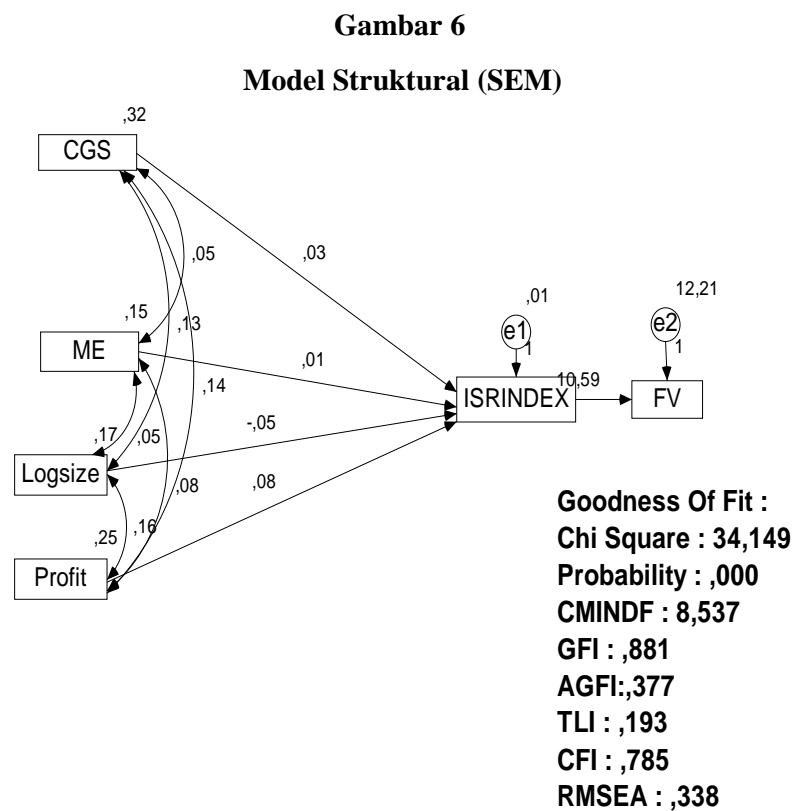 Gambar 6
Model Struktural (SEM)
,32
CGS
,05
,03
,15
,13
ME
,01
,14
,01
e1
1
12,21
e2
1
ISRINDEX
10,59
FV
,17
,05
-,05
Logsize
,08
,08
,25
,16
Profit
Goodness Of Fit :
Chi Square : 34,149
Probability : ,000
CMINDF : 8,537
GFI : ,881
AGFI:,377
TLI : ,193
CFI : ,785
RMSEA : ,338